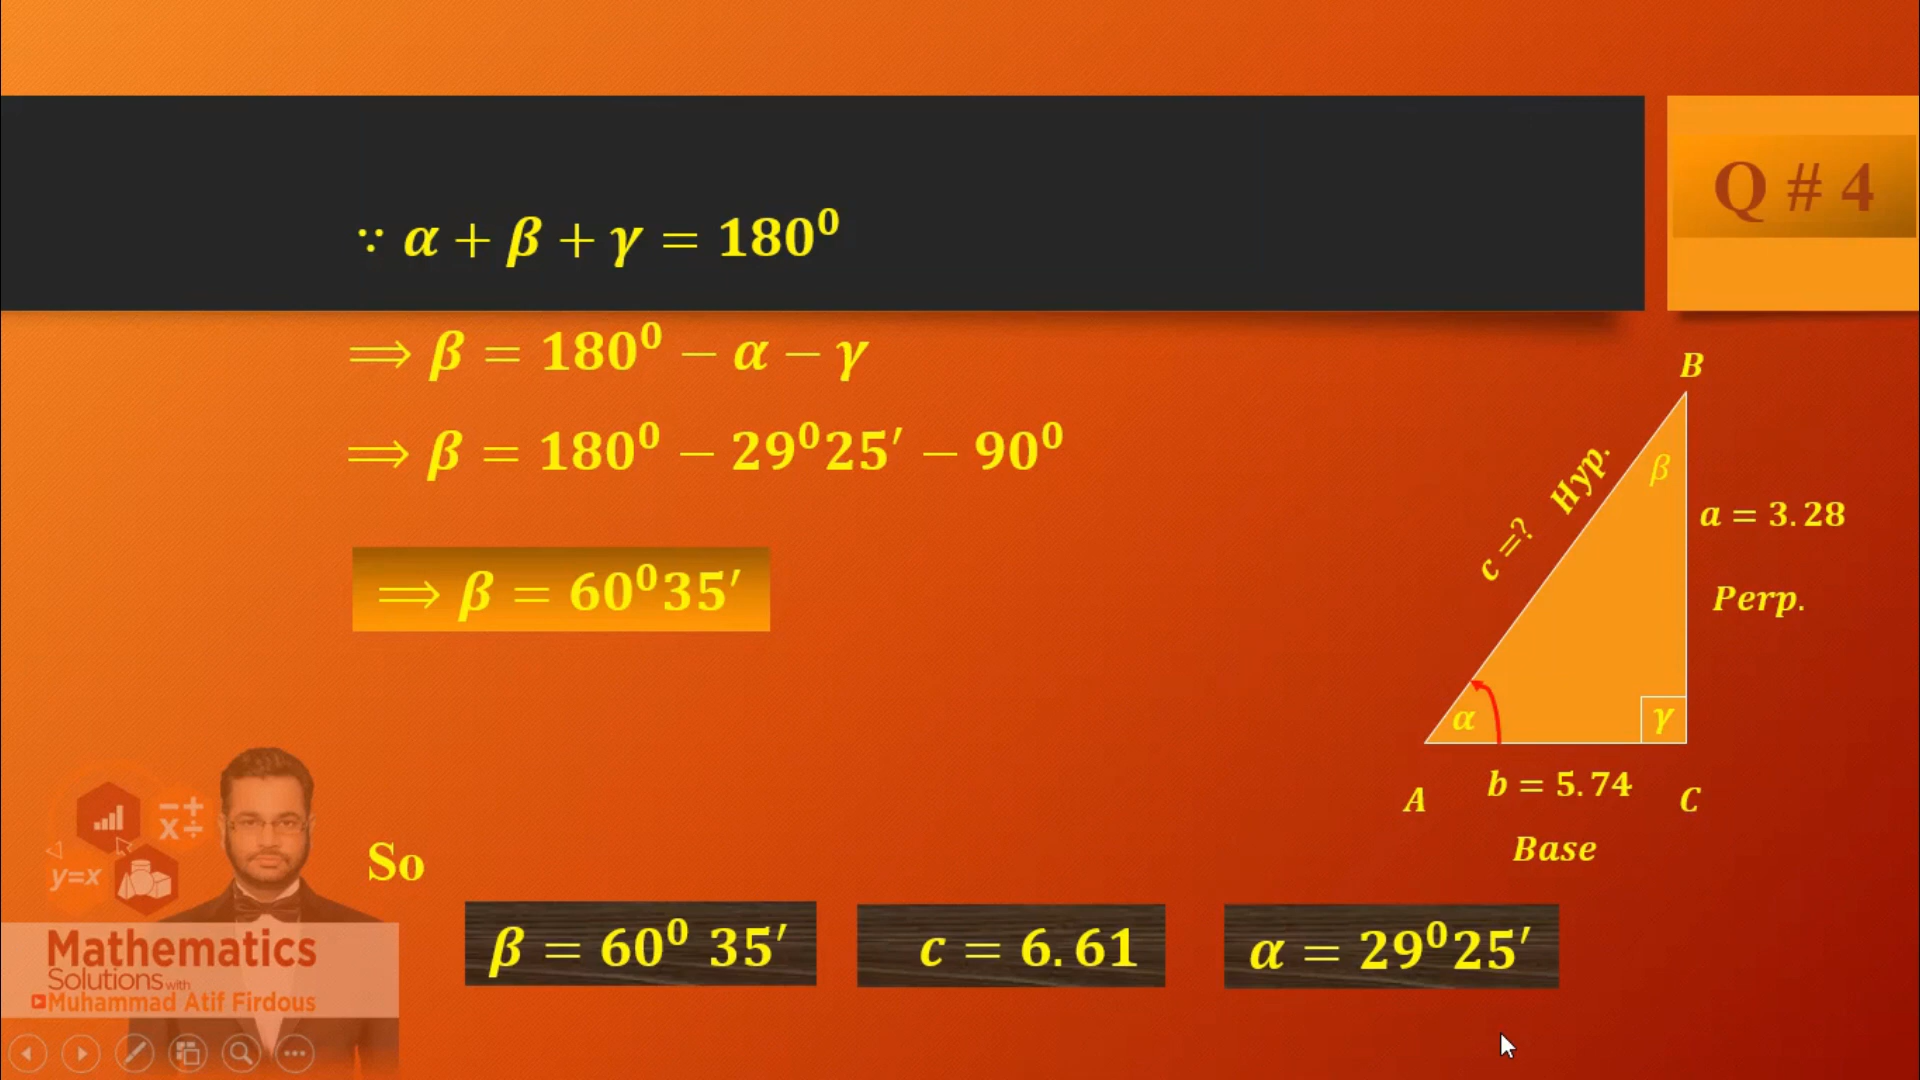 Q # 4
∵ α + β + γ = 180⁰
⟹ β = 180⁰ − α − γ
⟹ β = 180⁰ − 29⁰25′ − 90⁰
⟹ β = 60⁰35′
B
β
c =? Hyp.
a = 3.28
Perp.
α
γ
A
b = 5.74
C
Base
So
β = 60⁰ 35′
c = 6.61
α = 29⁰25′
y=x
Mathematics
Solutions with
Muhammad Atif Firdous